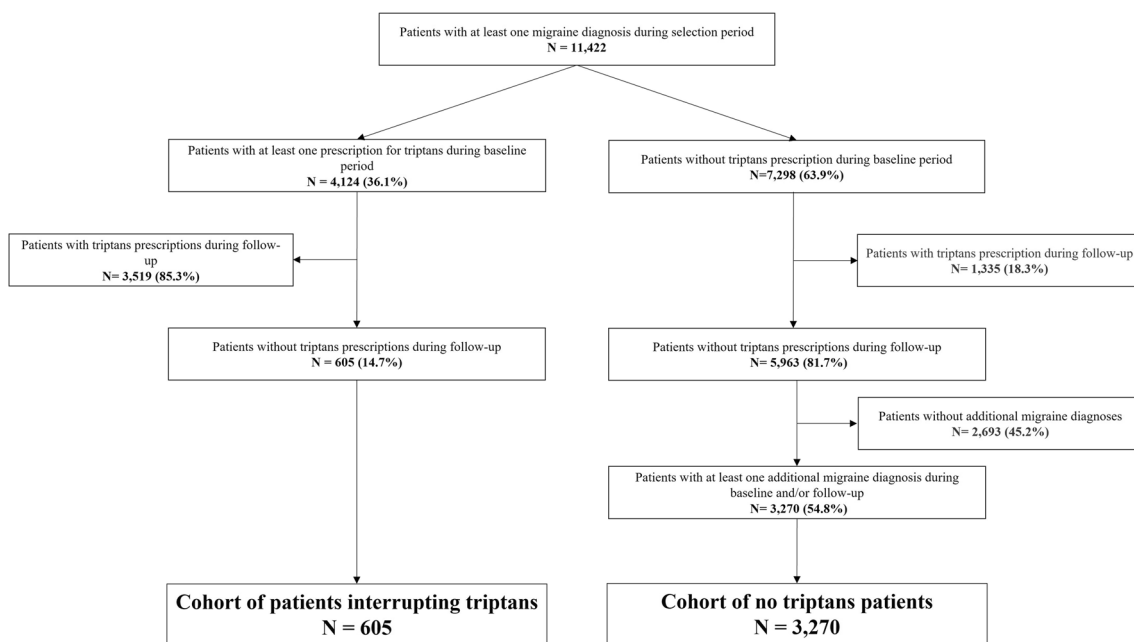 Patients with at least one migraine diagnosis during selection period
N = 11,422
Patients with at least one prescription for triptans during baseline
period
N = 4,124 (36.1%)
Patients without triptans prescription during baseline period
N=7,298 (63.9%)
Patients with triptans prescriptions during follow-
up
N= 3,519 (85.3%)
Patients with triptans prescription during follow-up
N= 1,335 (18.3%)
Patients without triptans prescriptions during follow-up
N = 605 (14.7%)
Patients without triptans prescriptions during follow-up
N= 5,963 (81.7%)
Patients without additional migraine diagnoses
N= 2,693 (45.2%)
Patients with at least one additional migraine diagnosis during
baseline and/or follow-up
N= 3,270 (54.8%)
Cohort of patients interrupting triptans
N = 605
Cohort of no triptans patients
N = 3,270